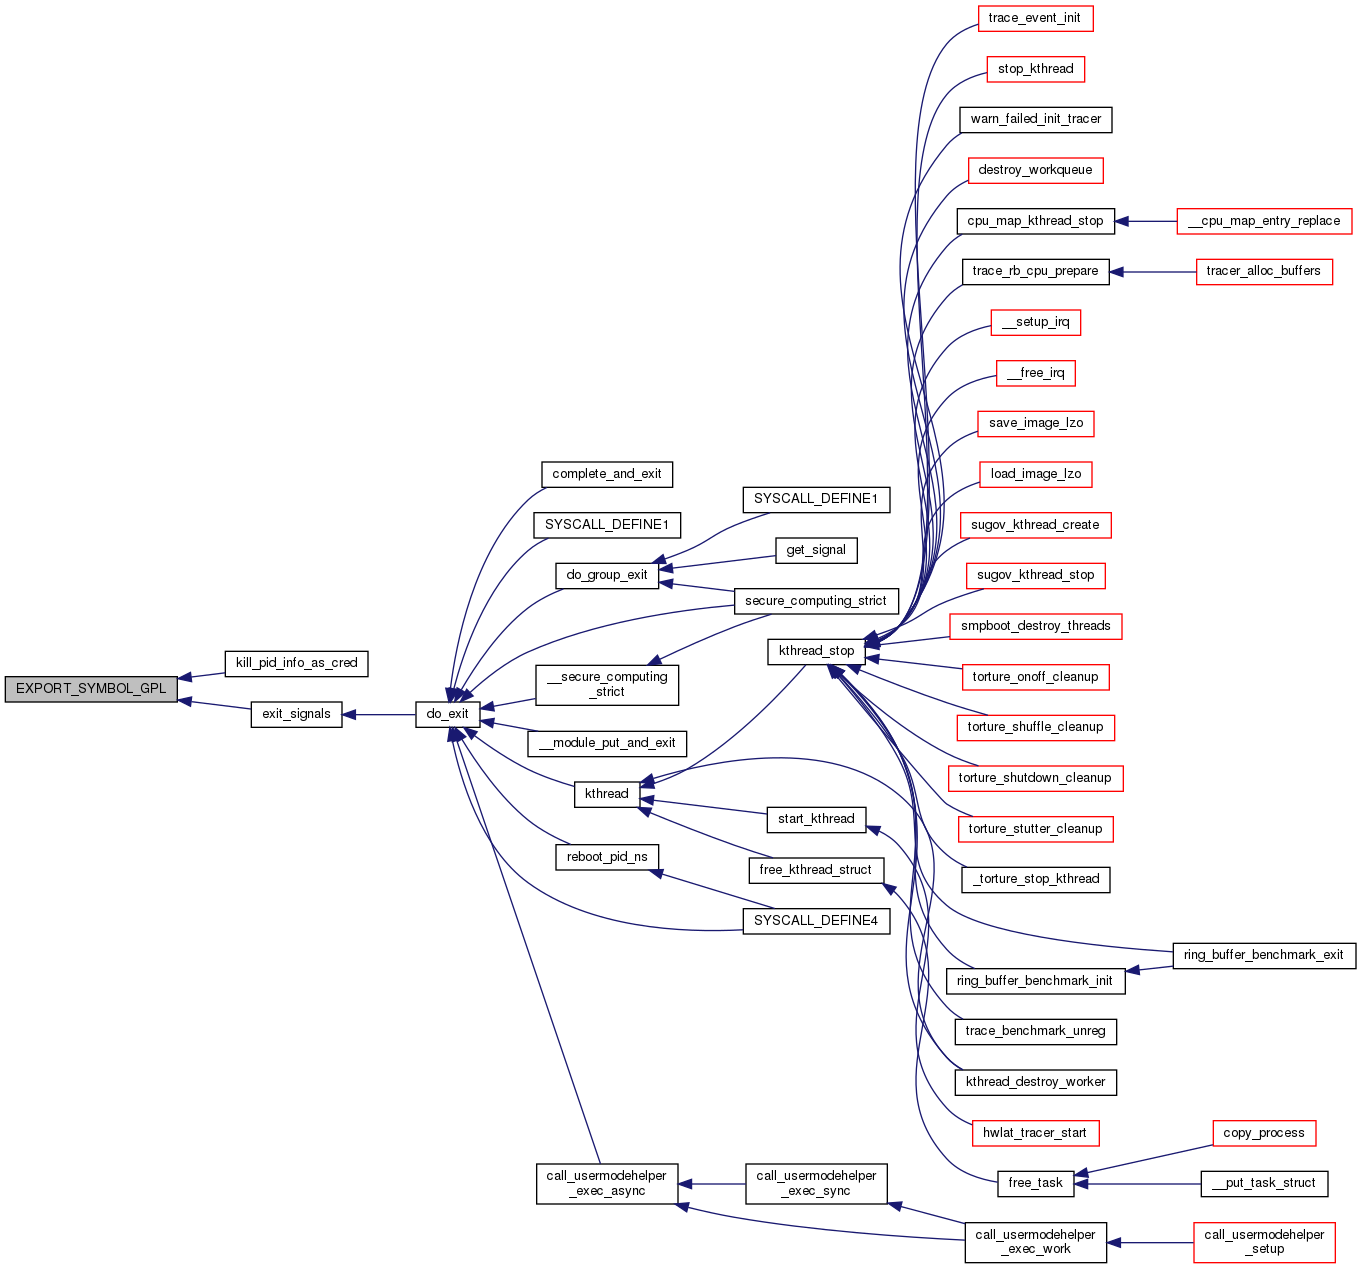 trace_event_init
stop_kthread
warn_failed_init_tracer
destroy_workqueue
cpu_map_kthread_stop
__cpu_map_entry_replace
trace_rb_cpu_prepare
tracer_alloc_buffers
__setup_irq
__free_irq
save_image_lzo
load_image_lzo
complete_and_exit
SYSCALL_DEFINE1
SYSCALL_DEFINE1
sugov_kthread_create
get_signal
do_group_exit
sugov_kthread_stop
secure_computing_strict
smpboot_destroy_threads
kthread_stop
kill_pid_info_as_cred
__secure_computing
_strict
torture_onoff_cleanup
EXPORT_SYMBOL_GPL
exit_signals
do_exit
torture_shuffle_cleanup
__module_put_and_exit
torture_shutdown_cleanup
kthread
start_kthread
torture_stutter_cleanup
reboot_pid_ns
free_kthread_struct
_torture_stop_kthread
SYSCALL_DEFINE4
ring_buffer_benchmark_exit
ring_buffer_benchmark_init
trace_benchmark_unreg
kthread_destroy_worker
hwlat_tracer_start
copy_process
call_usermodehelper
_exec_async
call_usermodehelper
_exec_sync
free_task
__put_task_struct
call_usermodehelper
_exec_work
call_usermodehelper
_setup